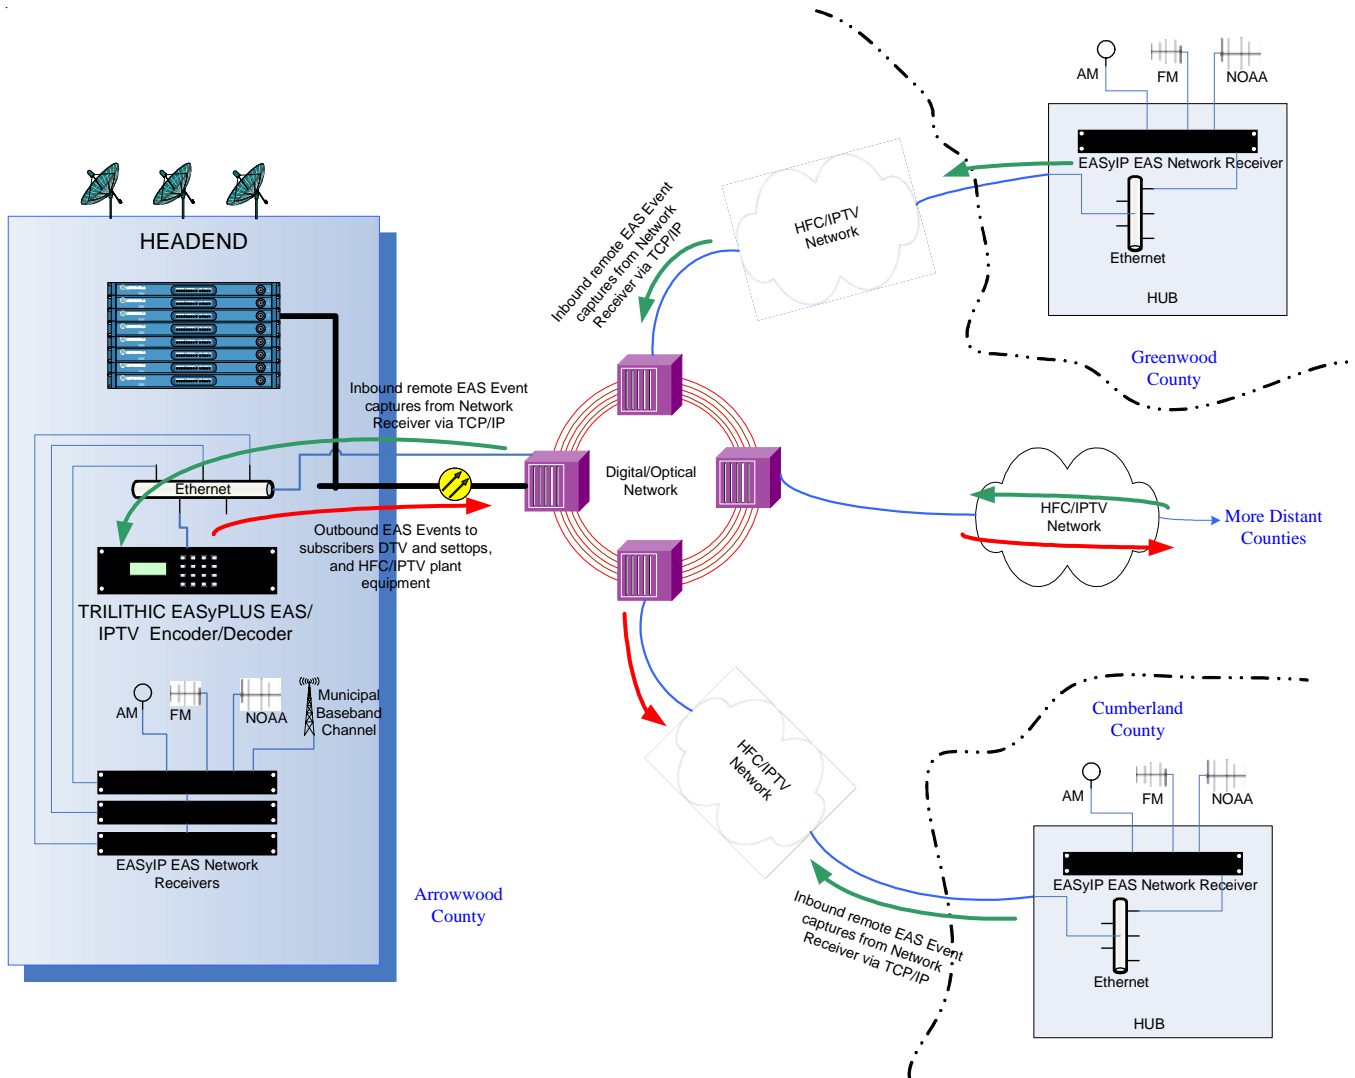 HEADEND
Ethernet
TRILITHIC EASyPLUS EAS/
IPTV Encoder/Decoder
AM
FM
NOAA
Municipal
Baseband
Channel
EASyIP EAS Network
Receivers
Arrowwood
County
Inbound remote EAS Event
captures from Network
Receiver via TCP/IP
Outbound EAS Events to
subscribers DTV and settops,
and HFC/IPTV plant
equipment
Digital/Optical
Network
Inbound remote EAS Event
captures from Network
Receiver via TCP/IP
HFC/IPTV
Network
AM
FM
NOAA
EASyIP EAS Network Receiver
Ethernet
HUB
Greenwood
County
HFC/IPTV
Network
More Distant
Counties
HFC/IPTV
Network
Inbound remote EAS Event
captures from Network
Receiver via TCP/IP
Cumberland
County
AM
FM
NOAA
EASyIP EAS Network Receiver
Ethernet
HUB